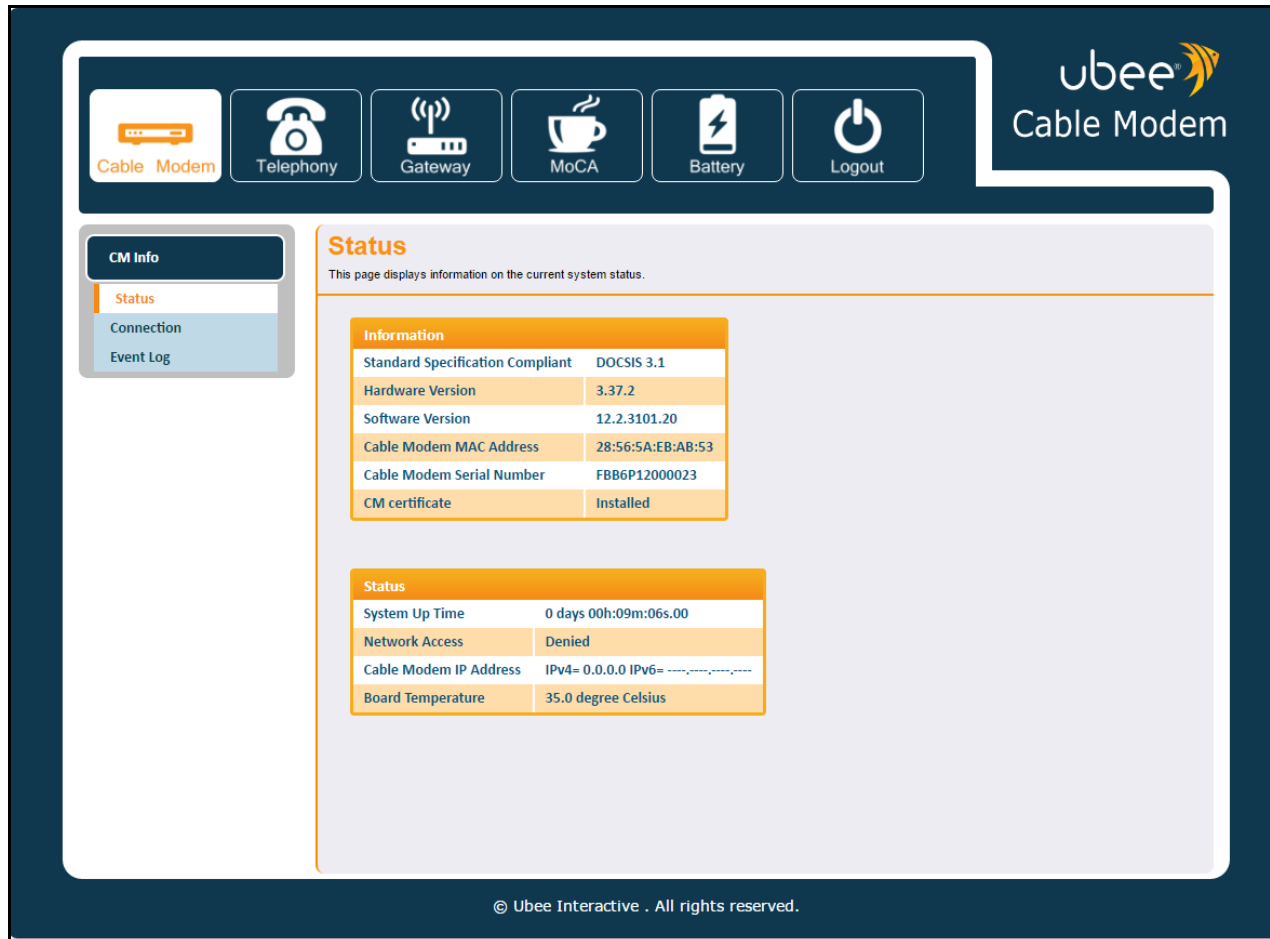 ubee®
Cable Modem
Cable Modem
Telephony
Gateway
MoCA
Battery
Logout
CM Info
Status
Connection
Event Log
Status
This page displays information on the current system status.
Information
Standard Specification Compliant DOCSIS 3.1
Hardware Version 3.37.2
Software Version 12.2.3101.20
Cable Modem MAC Address 28:56:5A:EB:AB:53
Cable Modem Serial Number FBB6P12000023
CM certificate Installed
Status
System Up Time 0 days 00h:09m:06s.00
Network Access Denied
Cable Modem IP Address IPv4= 0.0.0.0 IPv6= ----.----.----.----
Board Temperature 35.0 degree Celsius
© Ubee Interactive . All rights reserved.